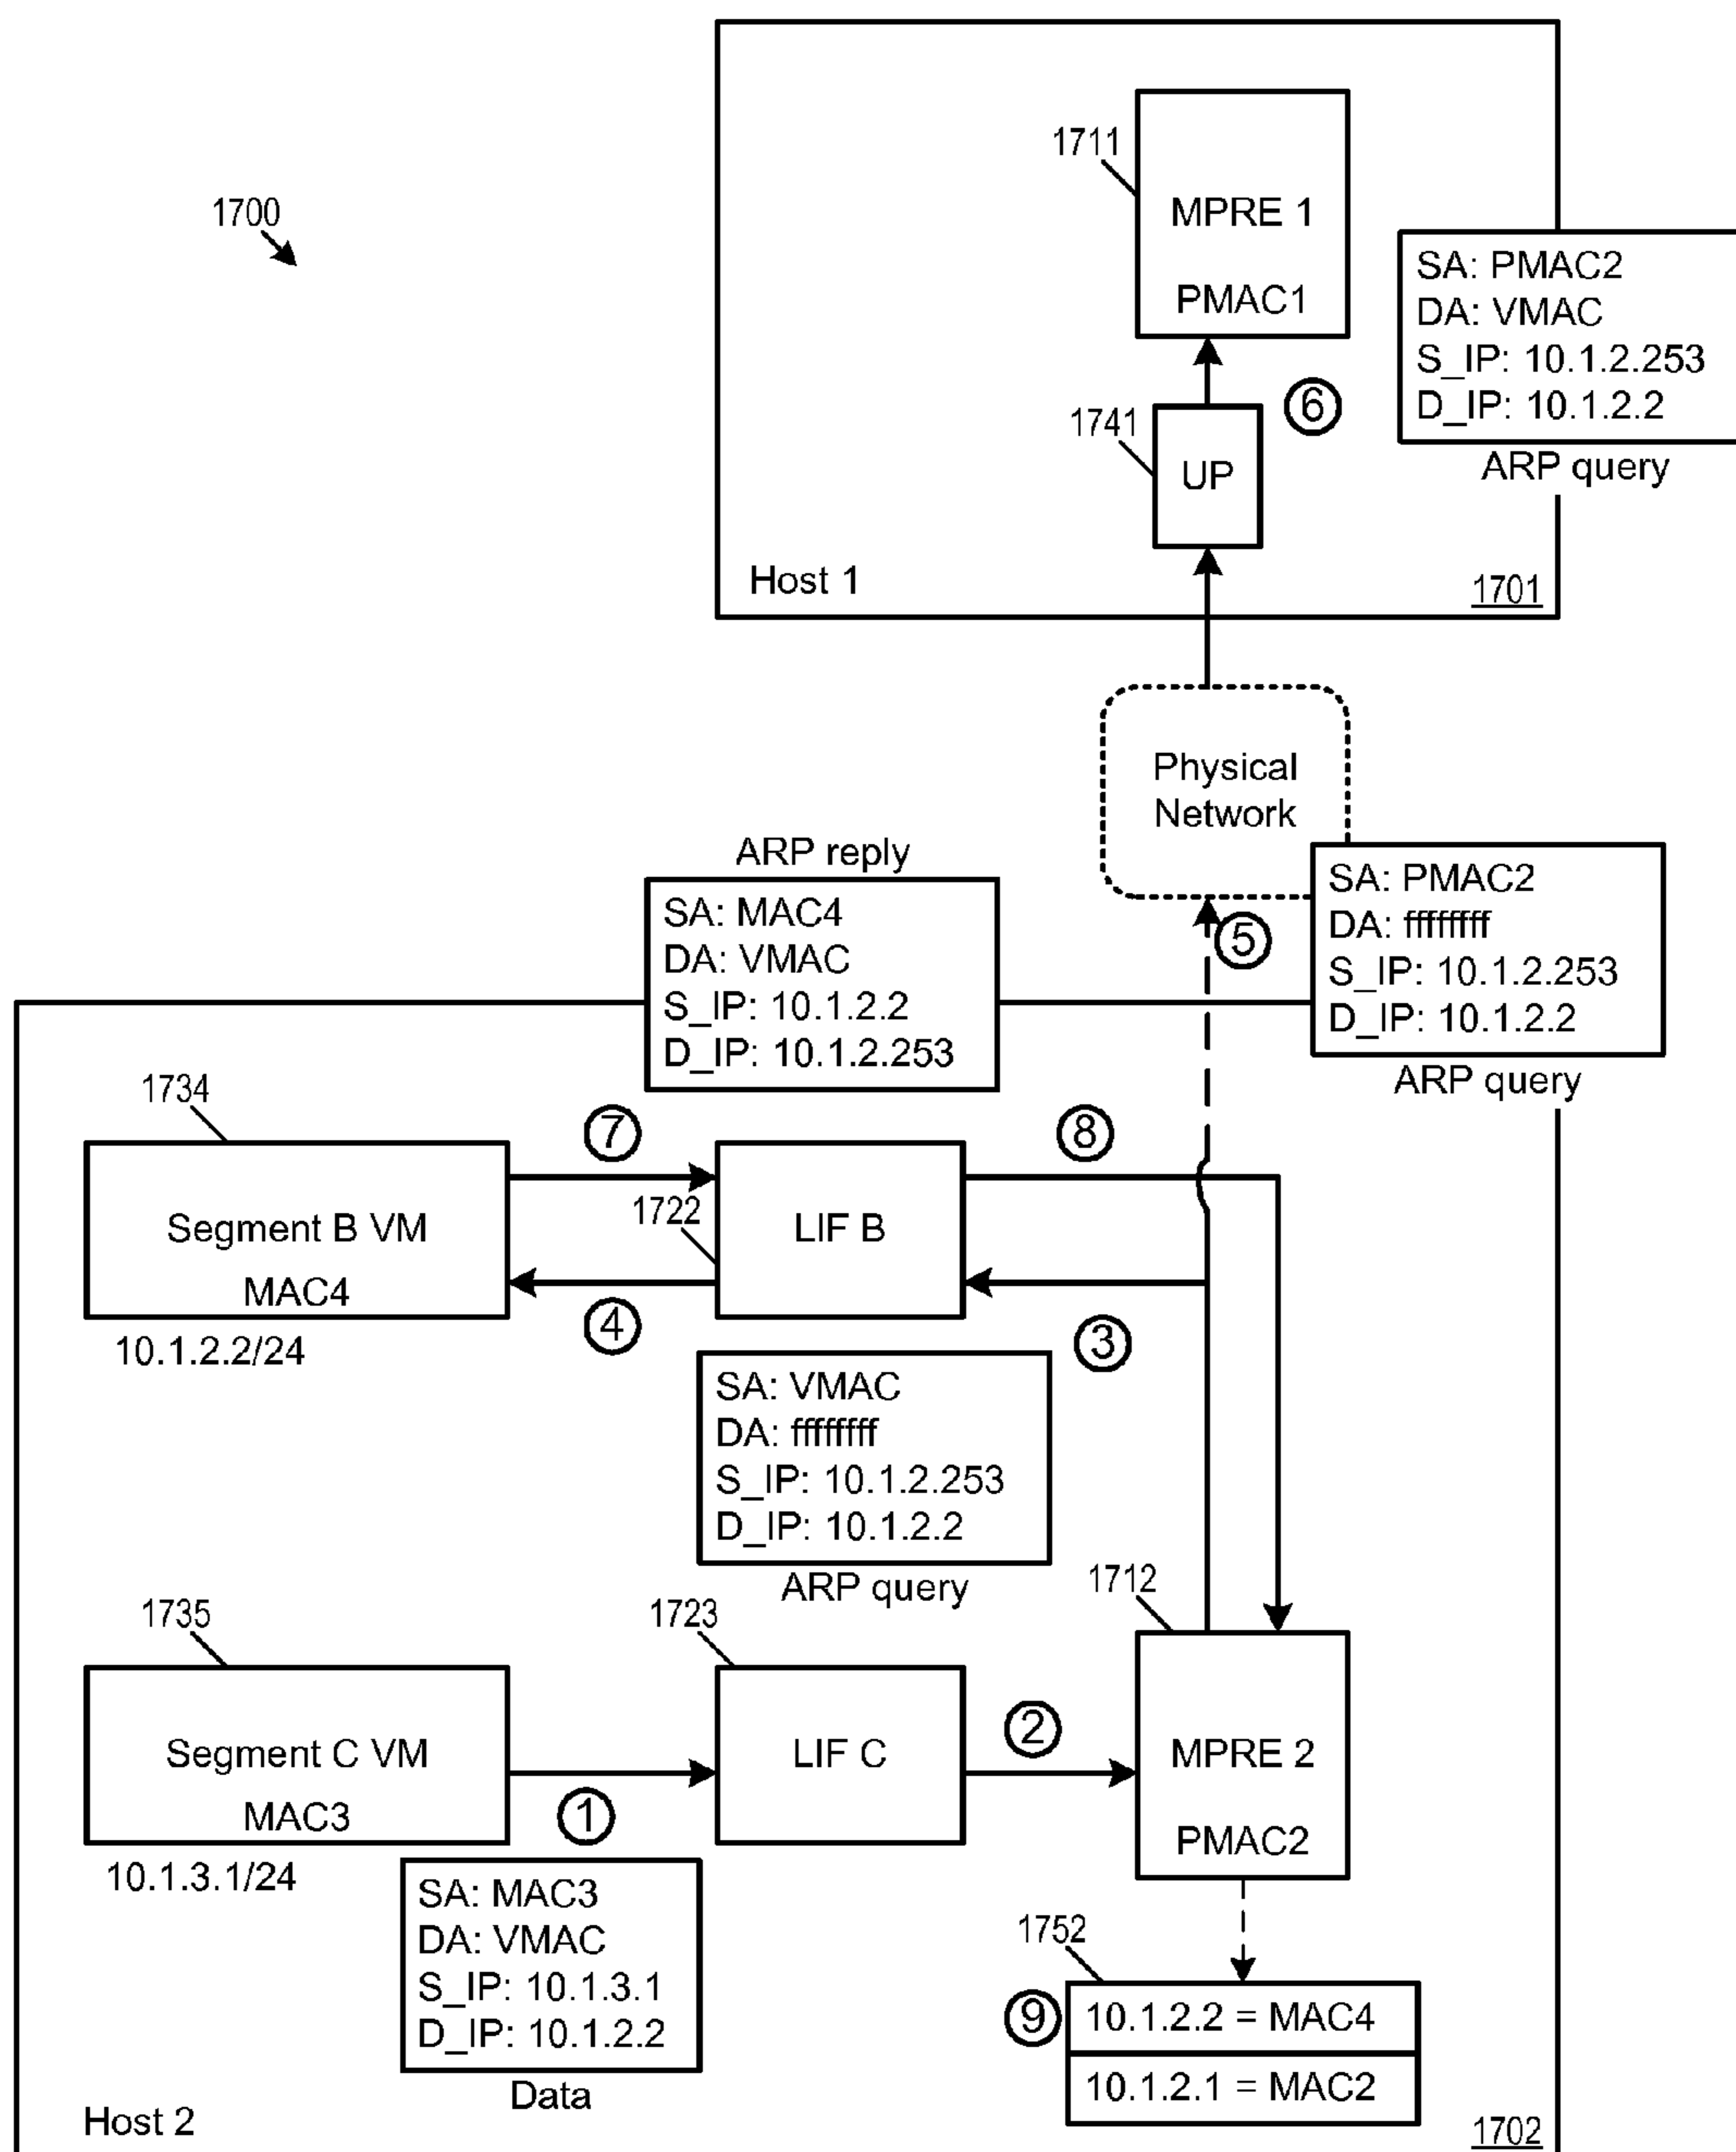 1700
1711
MPRE 1
PMAC1
SA: PMAC2
DA: VMAC
S_IP: 10.1.2.253
D_IP: 10.1.2.2
ARP query
6
1741
UP
Host 1
1701
Physical
Network
ARP reply
SA: MAC4
DA: VMAC
S_IP: 10.1.2.2
D_IP: 10.1.2.253
5
SA: PMAC2
DA: ffffffff
S_IP: 10.1.2.253
D_IP: 10.1.2.2
ARP query
1734
7
8
Segment B VM
MAC4
10.1.2.2/24
1722
LIF B
4
3
SA: VMAC
DA: ffffffff
S_IP: 10.1.2.253
D_IP: 10.1.2.2
ARP query
1712
1735
1723
Segment C VM
MAC3
10.1.3.1/24
LIF C
2
MPRE 2
PMAC2
1
SA: MAC3
DA: VMAC
S_IP: 10.1.3.1
D_IP: 10.1.2.2
Data
1752
9
10.1.2.2 = MAC4
10.1.2.1 = MAC2
Host 2
1702